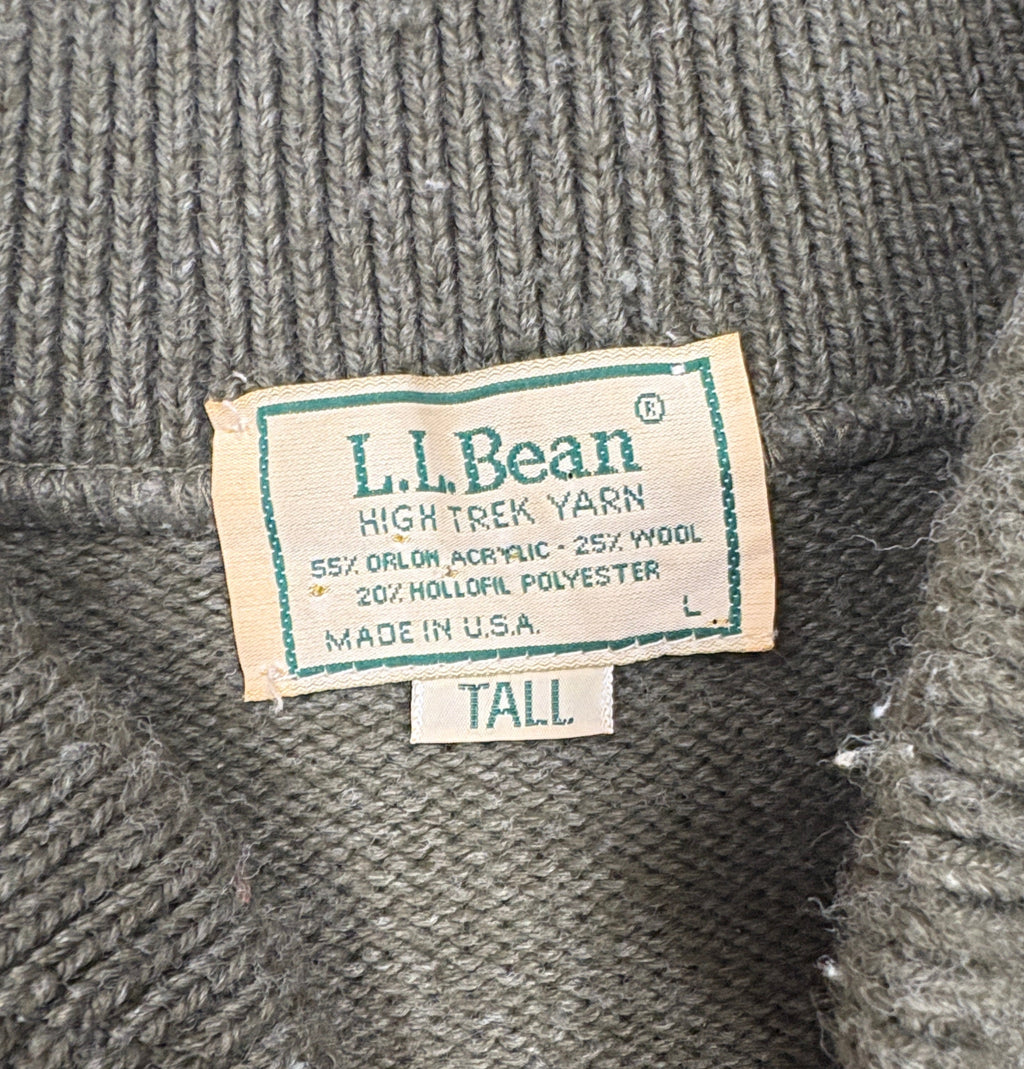 L.L.Bean®
HIGH TREK YARN
55% ORLON ACRYLIC - 25% WOOL
20% HOLLOFIL POLYESTER
MADE IN U.S.A.
L
TALL